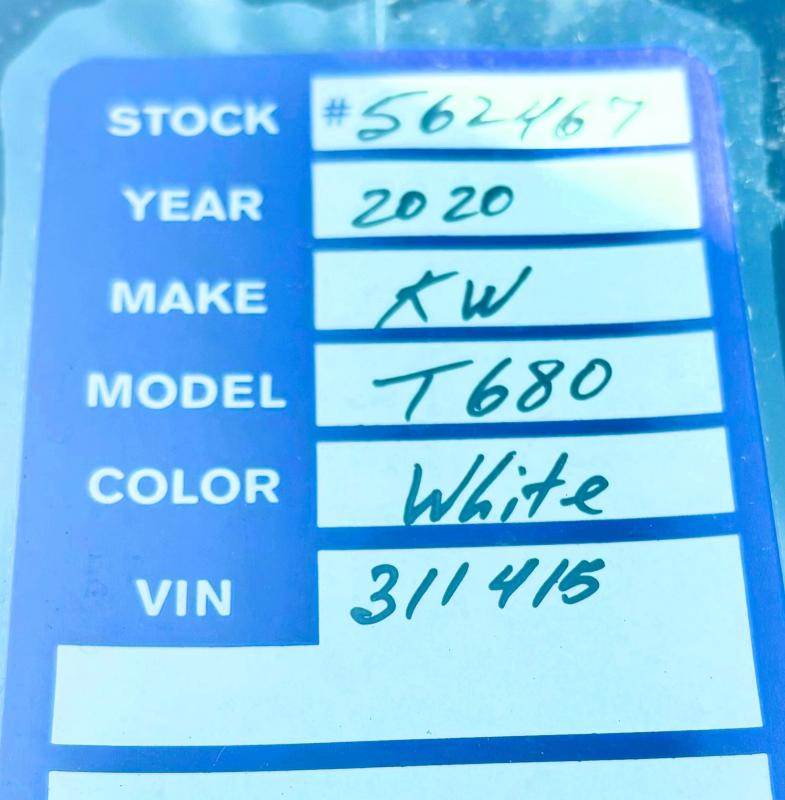 STOCK #562467
YEAR 2020
MAKE KW
MODEL T680
COLOR White
VIN 311415